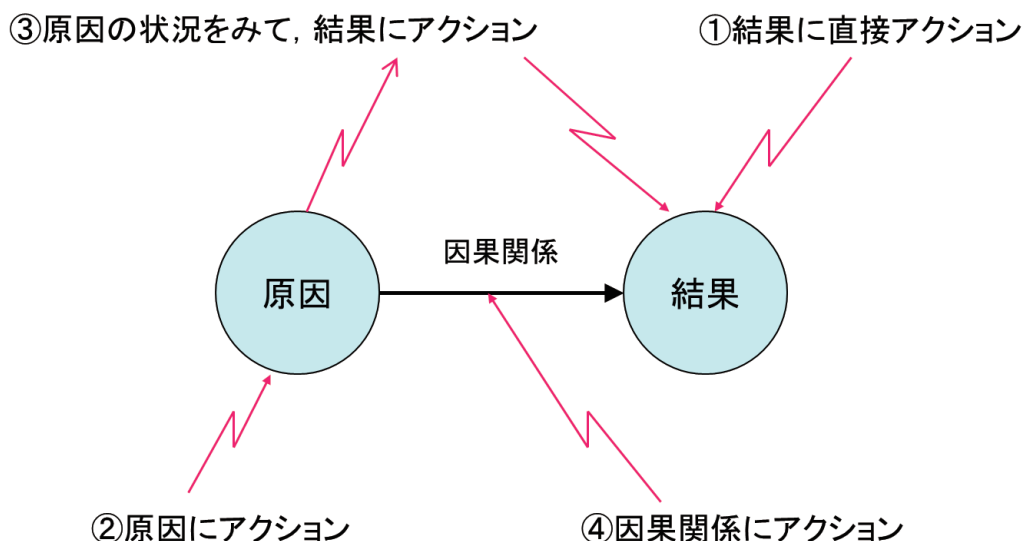 ③原因の状況をみて，結果にアクション
①結果に直接アクション
因果関係
原因
結果
②原因にアクション
④因果関係にアクション